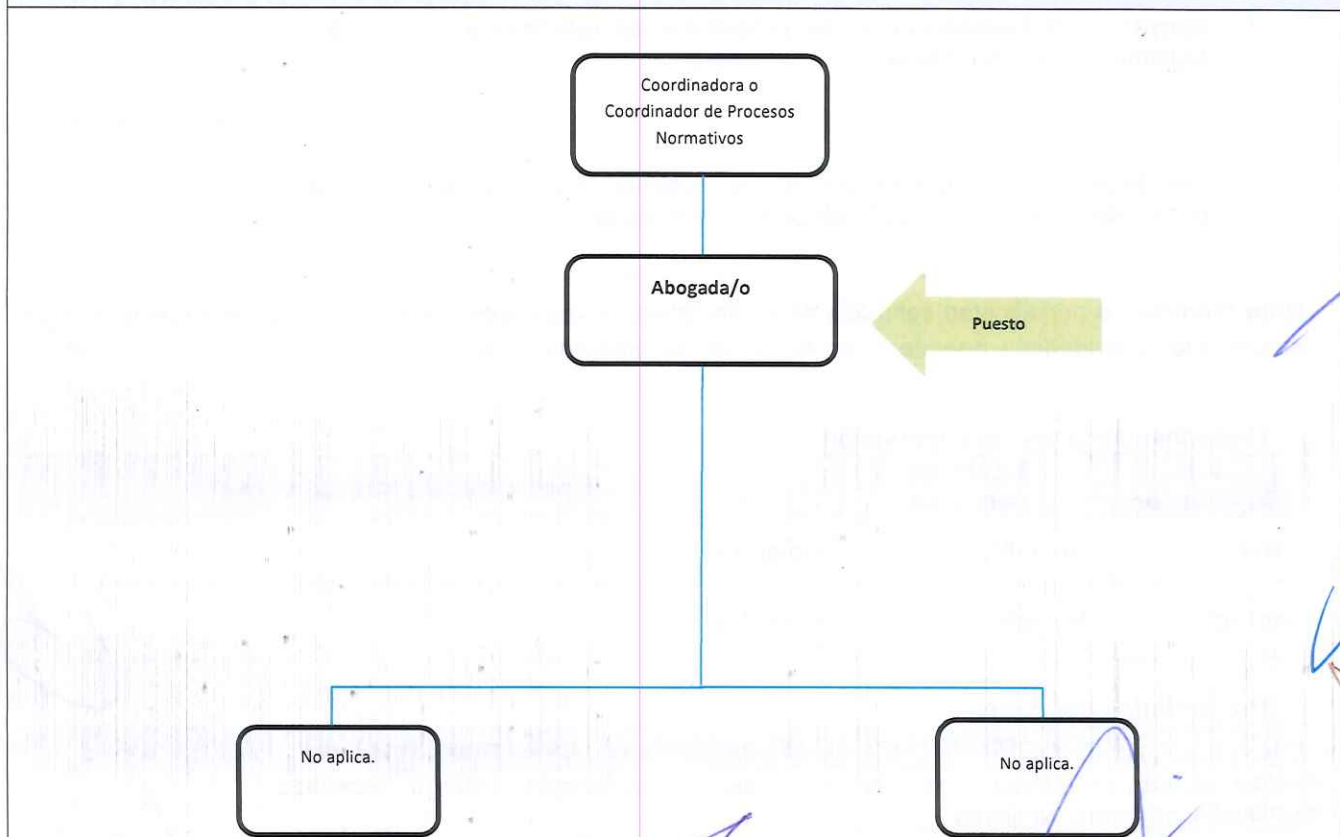 Coordinadora o
Coordinador de Procesos
Normativos
Abogada/o
Puesto
No aplica.
No aplica.